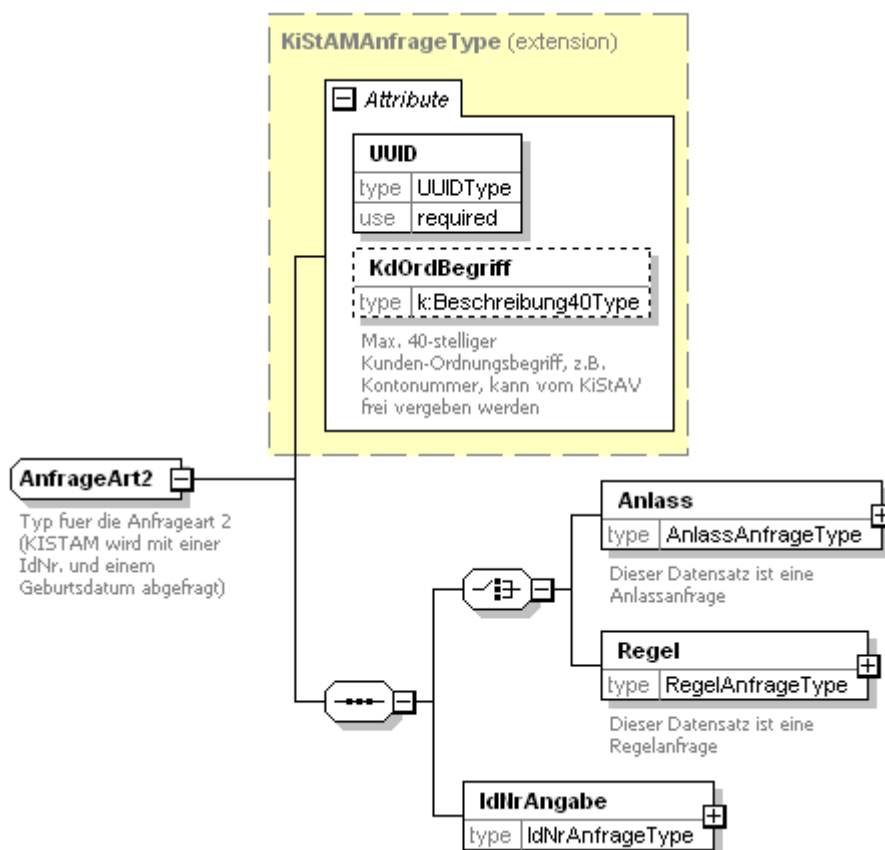 KiStAMAnfrageType (extension)
Attribute
UUID
type UUIDType
use required
KdOrdBegriff
type k:Beschreibung40Type
Max. 40-stelliger
Kunden-Ordnungsbegriff, z.B.
Kontonummer, kann vom KiStAV
frei vergeben werden
AnfrageArt2
Typ fuer die Anfrageart 2
(KISTAM wird mit einer
IdNr. und einem
Geburtsdatum abgefragt)
Anlass
type AnlassAnfrageType
Dieser Datensatz ist eine
Anlassanfrage
Regel
type RegelAnfrageType
Dieser Datensatz ist eine
Regelanfrage
IdNrAngabe
type IdNrAnfrageType